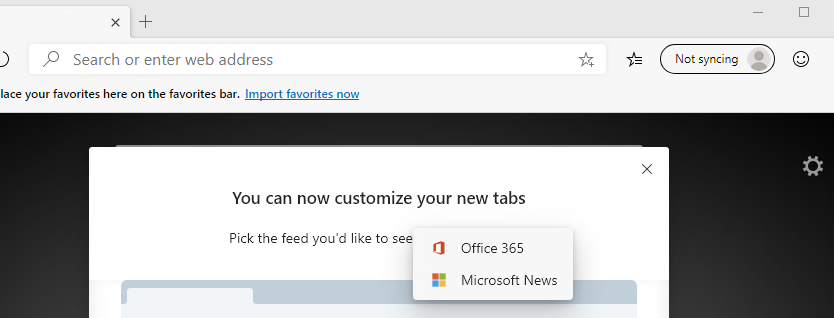 Search or enter web address
Not syncing
lace your favorites here on the favorites bar. Import favorites now
You can now customize your new tabs
Pick the feed you'd like to see
Office 365
Microsoft News